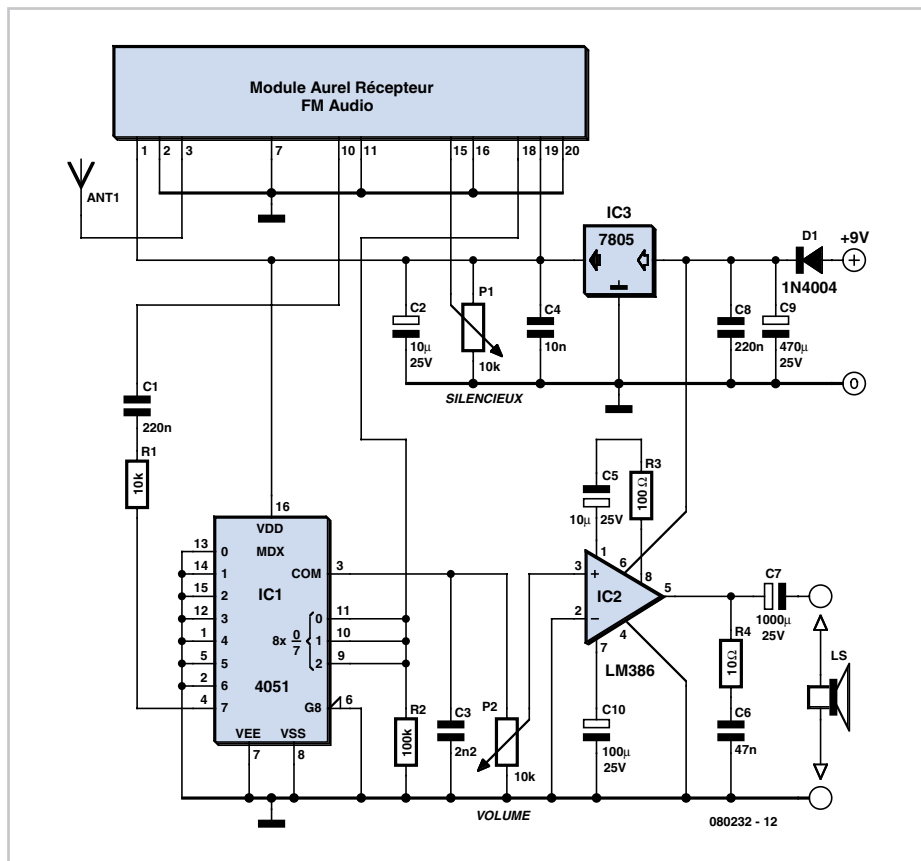 Module Aurel Récepteur
FM Audio
1 2 3 7 10 11 15 16 18 19 20
ANT1
IC3
7805
D1
+9V
1N4004
C2
10µ
25V
P1
10k
C4
10n
C8
220n
C9
470µ
25V
0
SILENCIEUX
C1
220n
R1
10k
16
VDD
MDX
IC1
4051
COM
3
13 0
14 1
15 2
12 3
1 4
5 5
2 6
4 7
8x 0/7
0 11
1 10
2 9
G8 6
VEE
VSS
7
8
R2
100k
C3
2n2
P2
10k
VOLUME
C5
10µ 25V
R3
100 Ω
1
6
8
3 +
IC2
5
2 –
4
7
LM386
C10
100µ
25V
C7
1000µ
25V
R4
10Ω
C6
47n
LS
080232 - 12